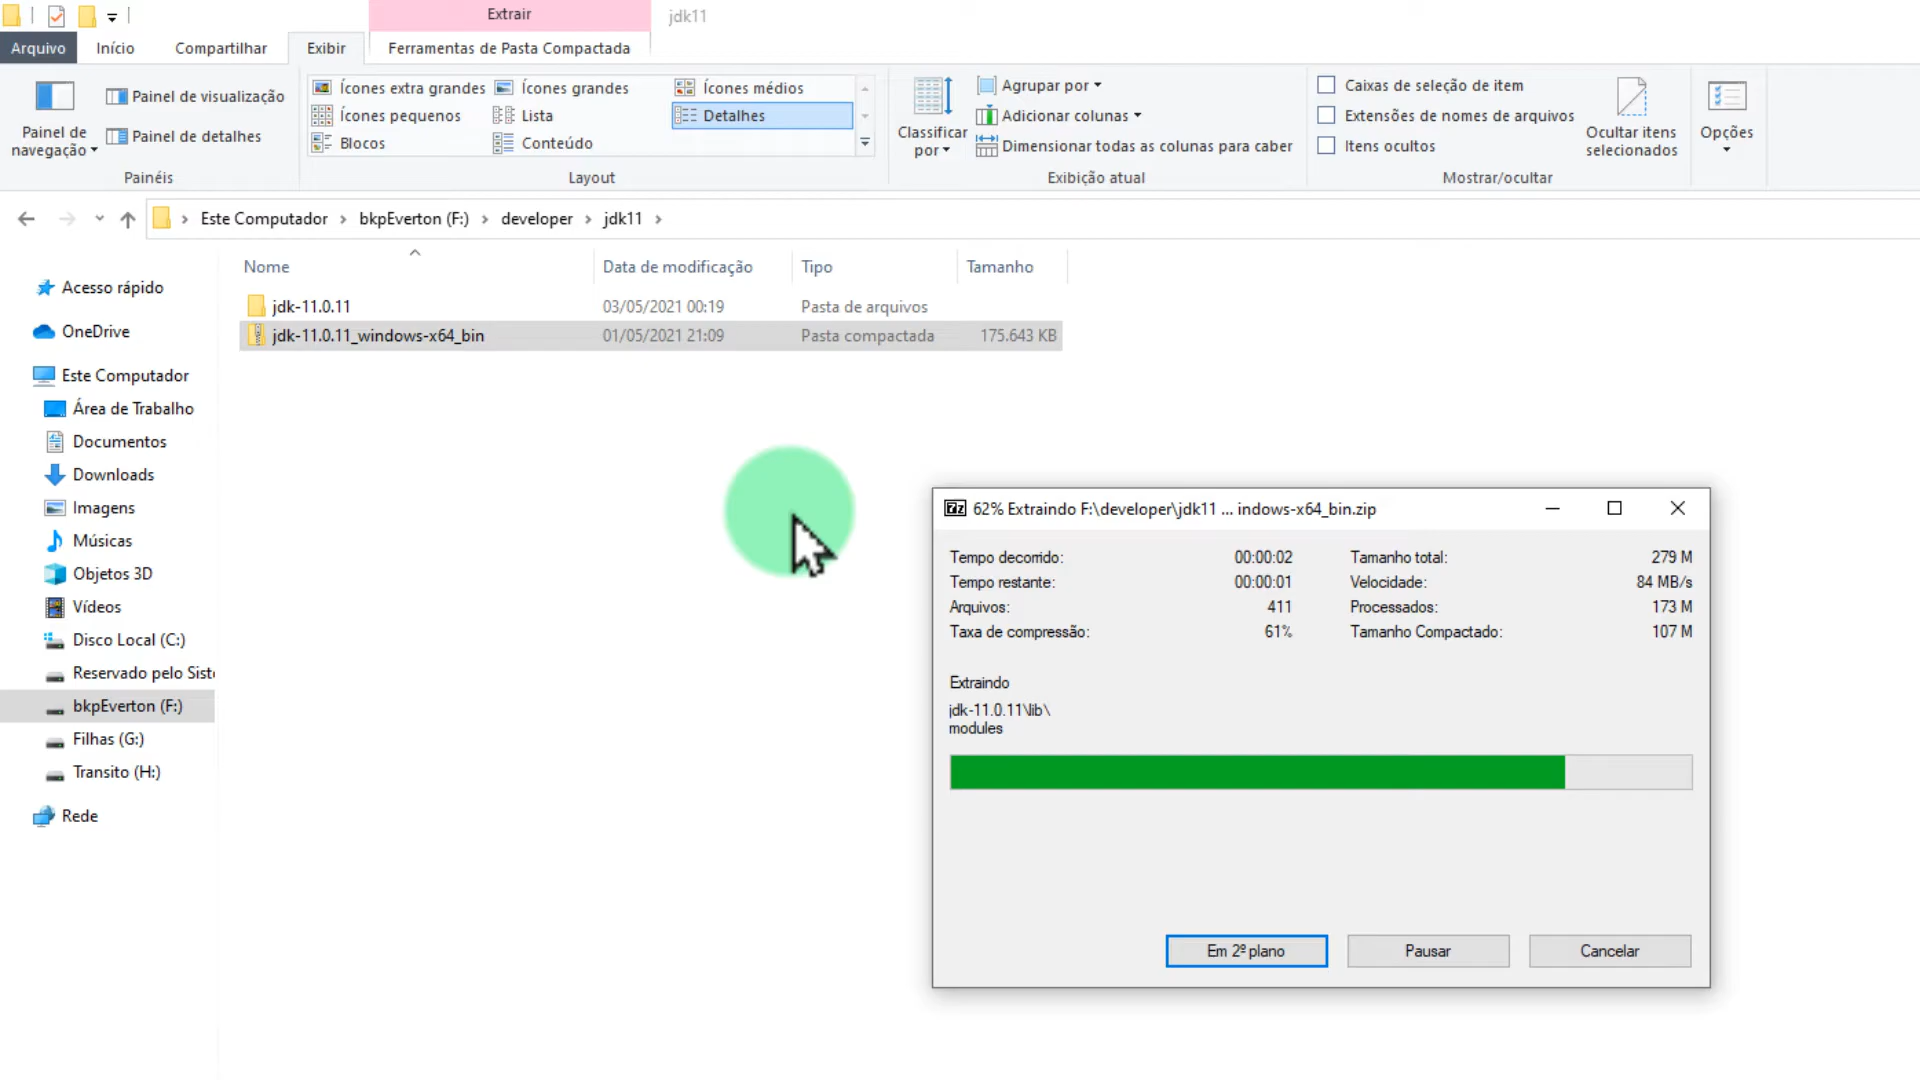 Extrair
jdk11
Arquivo
Início
Compartilhar
Exibir
Ferramentas de Pasta Compactada
Painel de navegação
Painel de visualização
Painel de detalhes
Painéis
Ícones extra grandes
Ícones grandes
Ícones médios
Ícones pequenos
Lista
Detalhes
Blocos
Conteúdo
Layout
Classificar por
Agrupar por
Adicionar colunas
Dimensionar todas as colunas para caber
Exibição atual
Caixas de seleção de item
Extensões de nomes de arquivos
Itens ocultos
Ocultar itens selecionados
Mostrar/ocultar
Opções
Este Computador
bkpEverton (F:)
developer
jdk11
Acesso rápido
OneDrive
Este Computador
Área de Trabalho
Documentos
Downloads
Imagens
Músicas
Objetos 3D
Vídeos
Disco Local (C:)
Reservado pelo Siste
bkpEverton (F:)
Filhas (G:)
Transito (H:)
Rede
Nome Data de modificação Tipo Tamanho
jdk-11.0.11 03/05/2021 00:19 Pasta de arquivos
jdk-11.0.11_windows-x64_bin 01/05/2021 21:09 Pasta compactada 175.643 KB
7z 62% Extraindo F:\developer\jdk11 ... indows-x64_bin.zip
Tempo decorrido: 00:00:02 Tamanho total: 279 M
Tempo restante: 00:00:01 Velocidade: 84 MB/s
Arquivos: 411 Processados: 173 M
Taxa de compressão: 61% Tamanho Compactado: 107 M
Extraindo
jdk-11.0.11\lib\
modules
Em 2º plano
Pausar
Cancelar